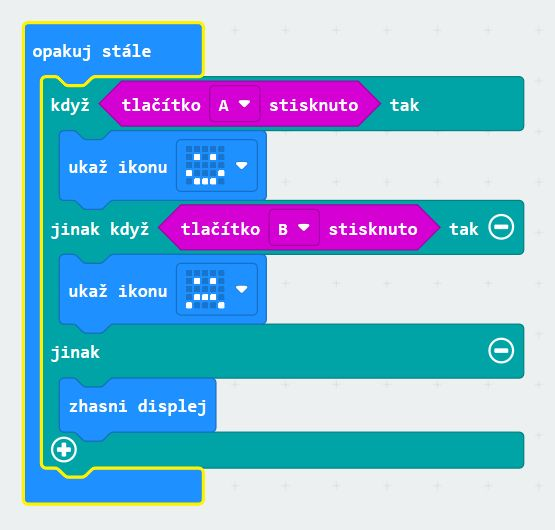 opakuj stále
když tlačítko A stisknuto tak
ukaž ikonu
jinak když tlačítko B stisknuto tak
ukaž ikonu
jinak
zhasni displej